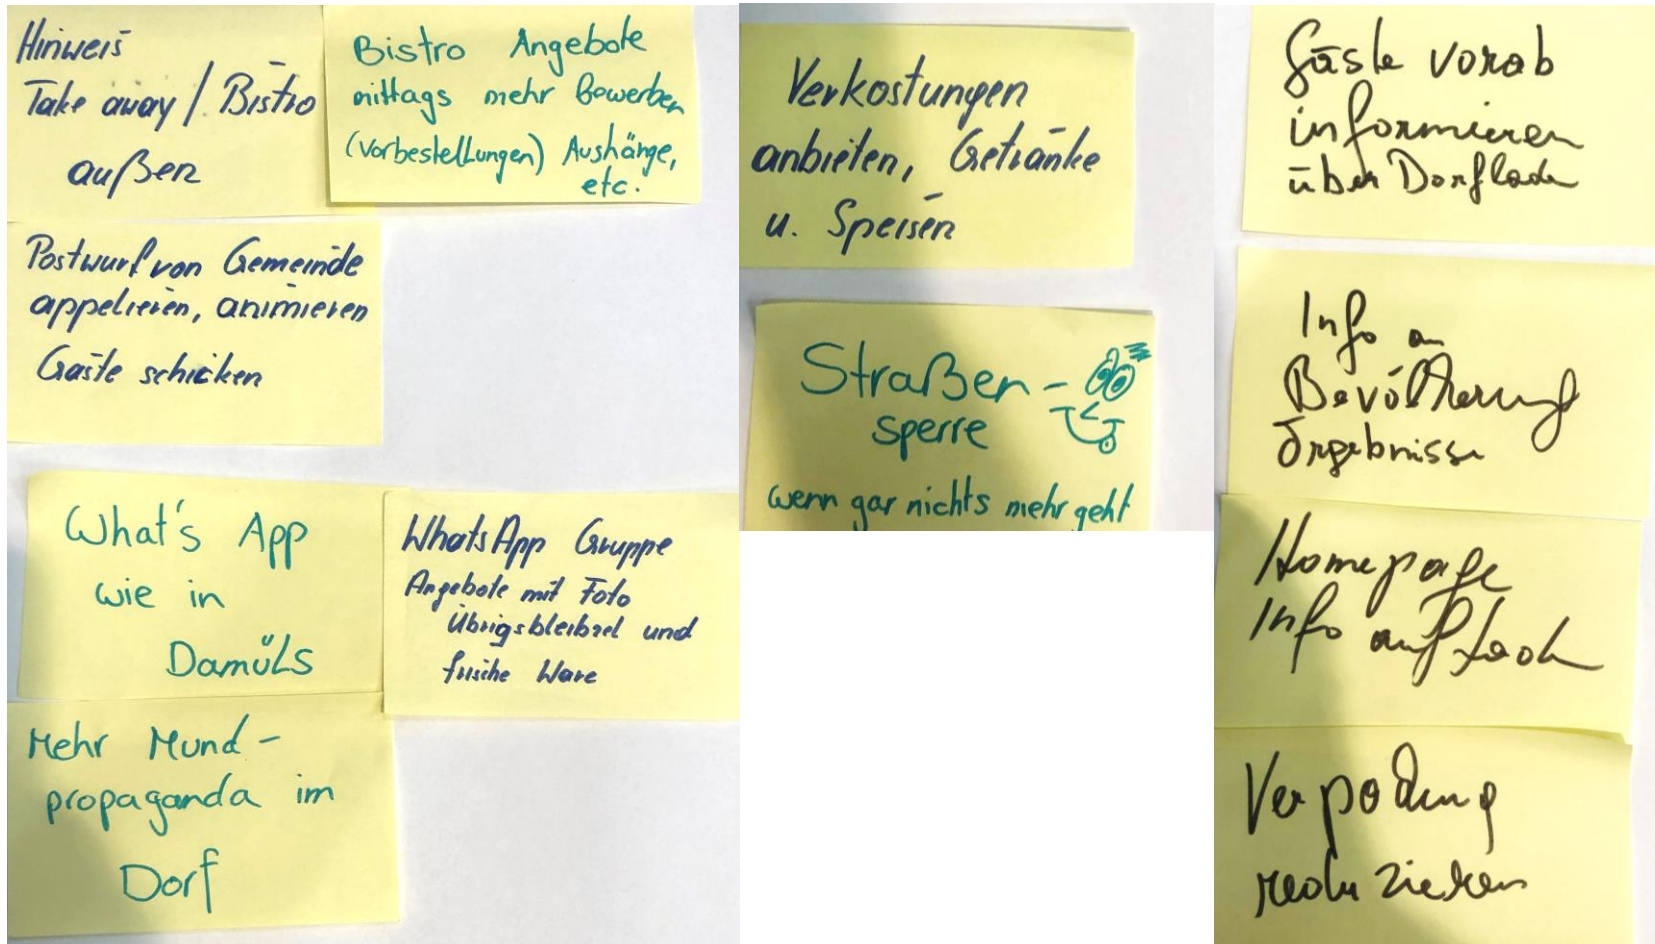 Hinweis
Take away / Bistro
außen
Bistro Angebote
mittags mehr Bewerben
(Vorbestellungen) Aushänge,
etc.
Postwurf von Gemeinde
appelieren, animieren
Gäste schicken
What's App
wie in
Damüls
WhatsApp Gruppe
Angebote mit Foto
Übrigsbleibsel und
frische Ware
Mehr Mund-
propaganda im
Dorf
Verkostungen
anbieten, Getränke
u. Speisen
Straßen-
sperre
wenn gar nichts mehr geht
Gäste vorab
informieren
über Dorfladen
Info an
Bevölkerung
Ergebnisse
Homepage
Info auf
Verpackung
reduzieren